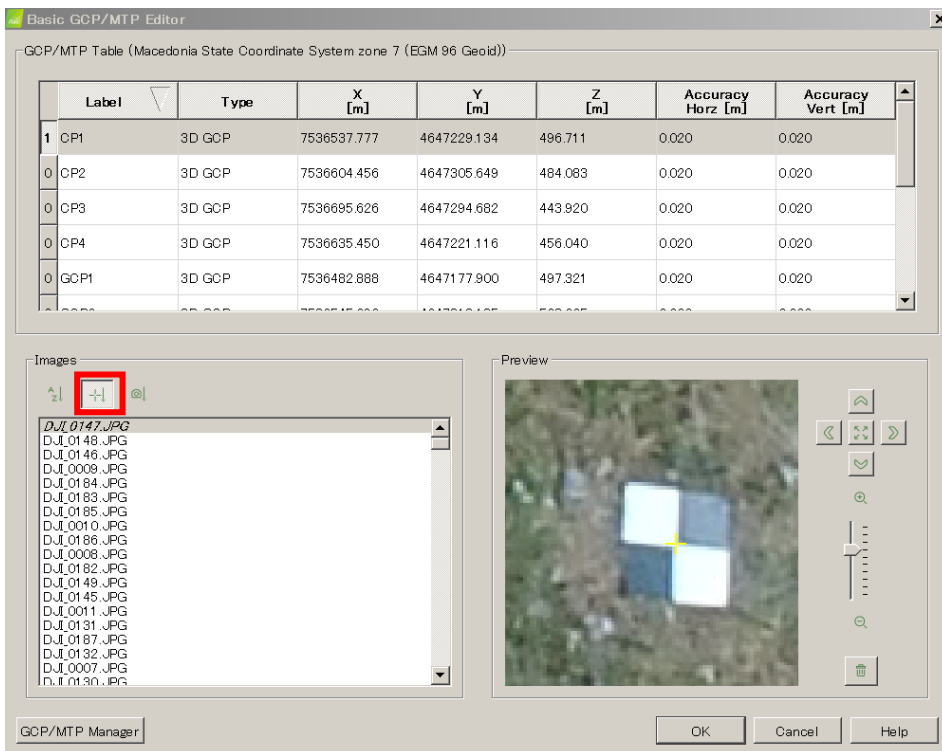 Basic GCP/MTP Editor
GCP/MTP Table (Macedonia State Coordinate System zone 7 (EGM 96 Geoid))
Label Type X [m] Y [m] Z [m] Accuracy Horz [m] Accuracy Vert [m]
1 CP1 3D GCP 7536537.777 4647229.134 496.711 0.020 0.020
0 CP2 3D GCP 7536604.456 4647305.649 484.083 0.020 0.020
0 CP3 3D GCP 7536695.626 4647294.682 443.920 0.020 0.020
0 CP4 3D GCP 7536635.450 4647221.116 456.040 0.020 0.020
0 GCP1 3D GCP 7536482.888 4647177.900 497.321 0.020 0.020
Images
DJI_0147.JPG
DJI_0148.JPG
DJI_0146.JPG
DJI_0009.JPG
DJI_0184.JPG
DJI_0183.JPG
DJI_0185.JPG
DJI_0010.JPG
DJI_0186.JPG
DJI_0008.JPG
DJI_0182.JPG
DJI_0149.JPG
DJI_0145.JPG
DJI_0011.JPG
DJI_0131.JPG
DJI_0187.JPG
DJI_0132.JPG
DJI_0007.JPG
DJI_0130.JPG
Preview
GCP/MTP Manager
OK
Cancel
Help